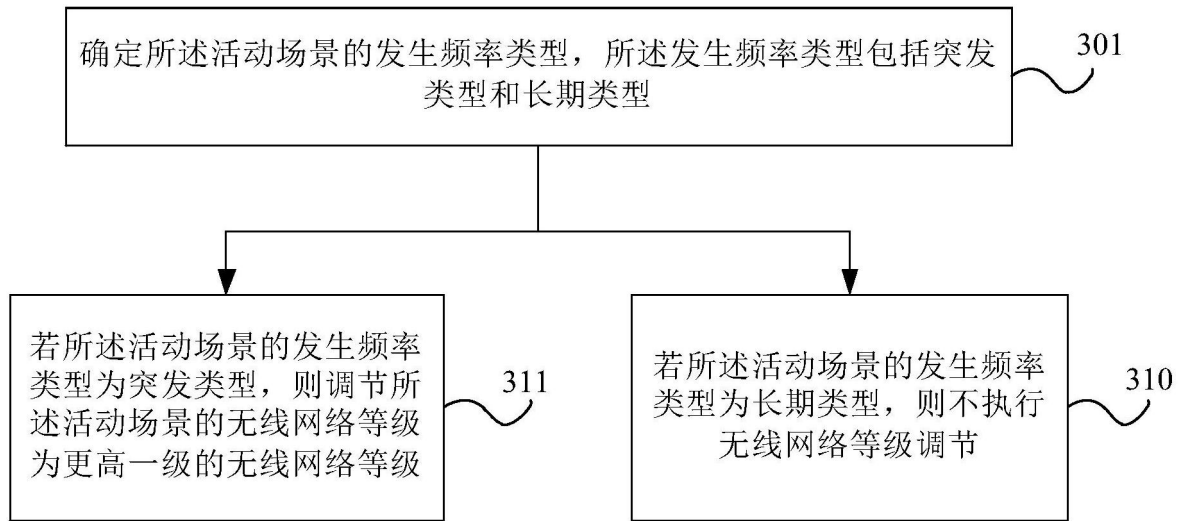 确定所述活动场景的发生频率类型，所述发生频率类型包括突发
类型和长期类型
301
若所述活动场景的发生频率
类型为突发类型，则调节所
述活动场景的无线网络等级
为更高一级的无线网络等级
311
若所述活动场景的发生频率
类型为长期类型，则不执行
无线网络等级调节
310